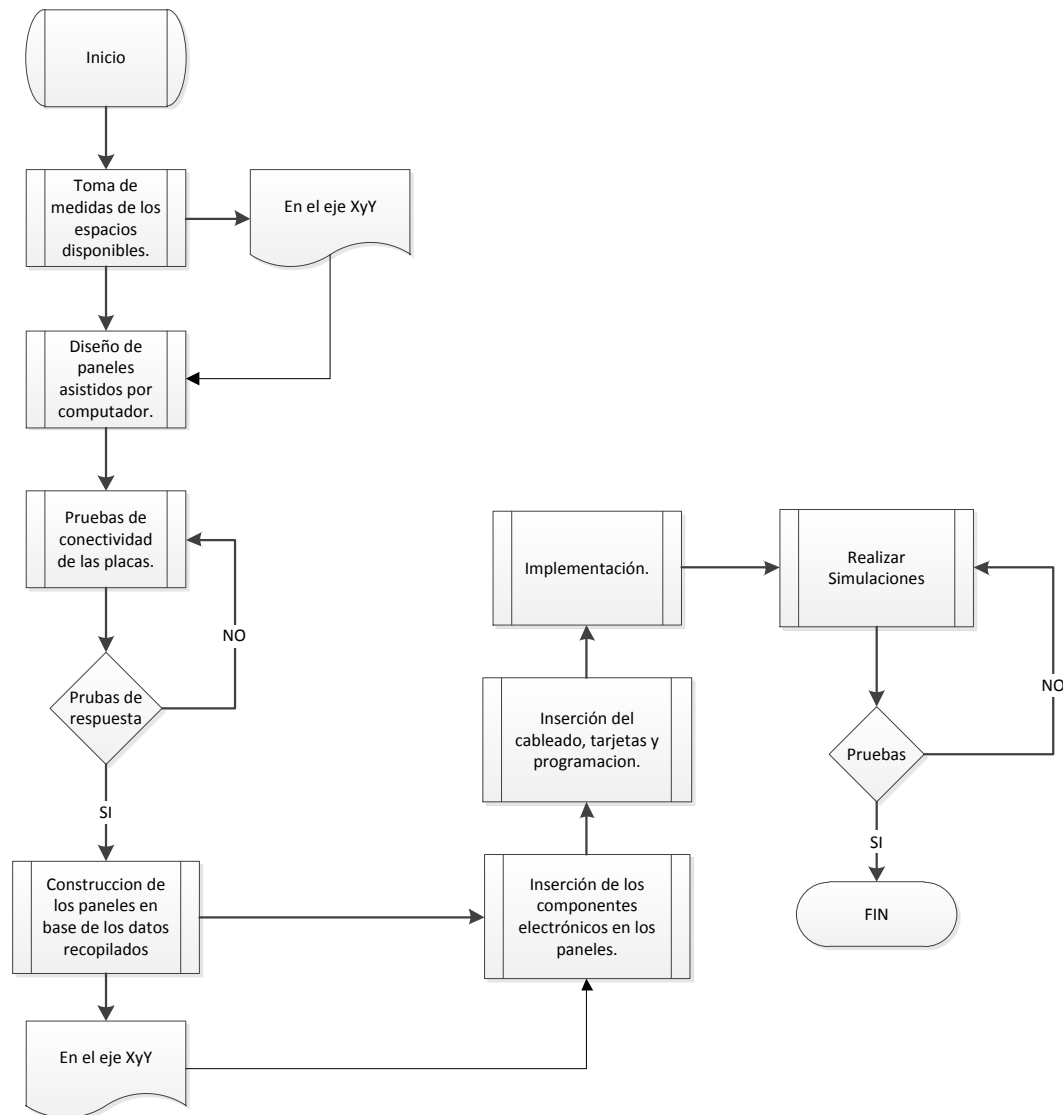 Inicio
Toma de
medidas de los
espacios
disponibles.
En el eje XyY
Diseño de
paneles
asistidos por
computador.
Pruebas de
conectividad
de las placas.
NO
Prubas de
respuesta
SI
Construccion de
los paneles en
base de los datos
recopilados
En el eje XyY
Inserción de los
componentes
electrónicos en los
paneles.
Inserción del
cableado, tarjetas y
programacion.
Implementación.
Realizar
Simulaciones
NO
Pruebas
SI
FIN